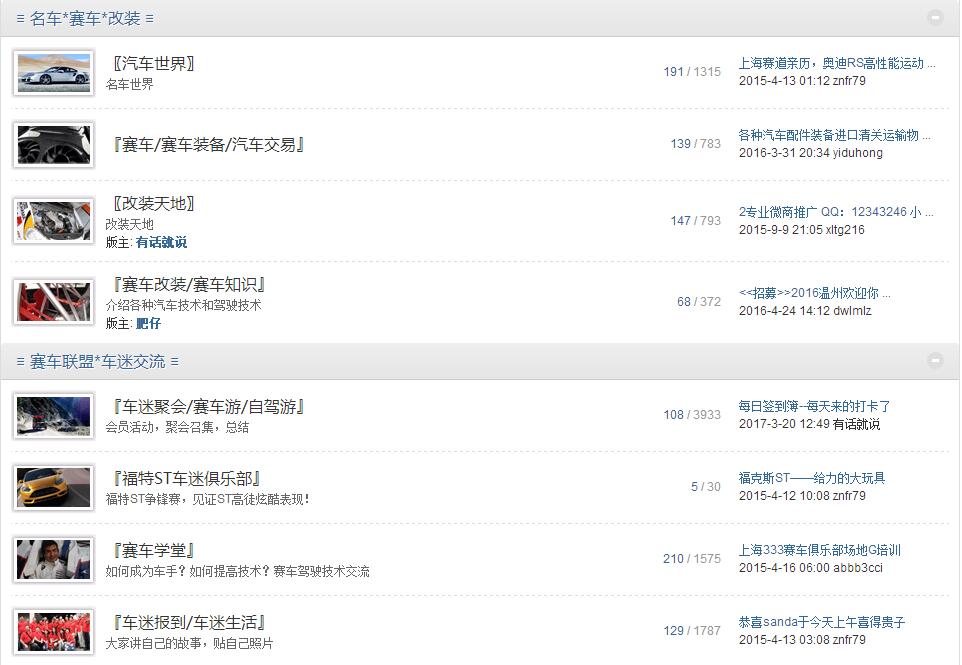 ≡ 名车*赛车*改装 ≡
〖汽车世界〗
名车世界
191 / 1315
上海赛道亲历，奥迪RS高性能运动 ...
2015-4-13 01:12 znfr79
『赛车/赛车装备/汽车交易』
139 / 783
各种汽车配件装备进口清关运输物 ...
2016-3-31 20:34 yiduhong
〖改装天地〗
改装天地
版主: 有话就说
147 / 793
2专业微商推广 QQ：12343246 小 ...
2015-9-9 21:05 xltg216
『赛车改装/赛车知识』
介绍各种汽车技术和驾驶技术
版主: 肥仔
68 / 372
<<招募>>2016温州欢迎你 ...
2016-4-24 14:12 dwlmlz
≡ 赛车联盟*车迷交流 ≡
『车迷聚会/赛车游/自驾游』
会员活动，聚会召集，总结
108 / 3933
每日签到簿--每天来的打卡了
2017-3-20 12:49 有话就说
『福特ST车迷俱乐部』
福特ST争锋赛，见证ST高徒炫酷表现！
5 / 30
福克斯ST——给力的大玩具
2015-4-12 10:08 znfr79
『赛车学堂』
如何成为车手？如何提高技术？赛车驾驶技术交流
210 / 1575
上海333赛车俱乐部场地G培训
2015-4-16 06:00 abbb3cci
『车迷报到/车迷生活』
大家讲自己的故事，贴自己照片
129 / 1787
恭喜sanda于今天上午喜得贵子
2015-4-13 03:08 znfr79